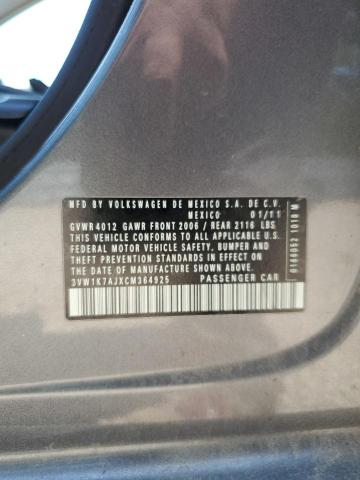 MFD BY VOLKSWAGEN DE MEXICO S.A. DE C.V.
MEXICO 01/11
GVWR 4012 GAWR FRONT 2006 / REAR 2116 LBS
THIS VEHICLE CONFORMS TO ALL APPLICABLE
FEDERAL MOTOR VEHICLE SAFETY, BUMPER AND
THEFT PREVENTION STANDARDS IN EFFECT ON
THE DATE OF MANUFACTURE SHOWN ABOVE.
3VW1K7AJXCM364925 PASSENGER CAR
0166052 1010 M